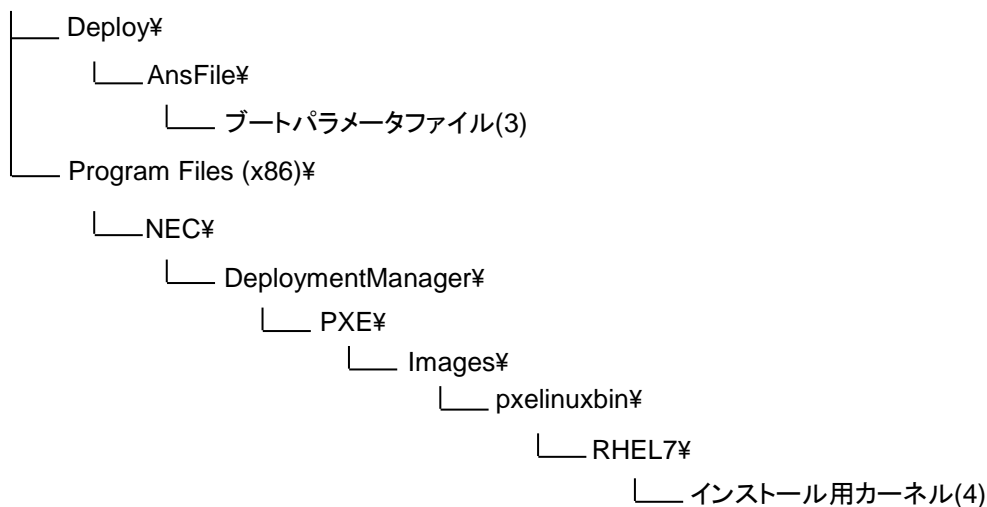 Deploy¥
AnsFile¥
ブートパラメータファイル(3)
Program Files (x86)¥
NEC¥
DeploymentManager¥
PXE¥
Images¥
pxelinuxbin¥
RHEL7¥
インストール用カーネル(4)